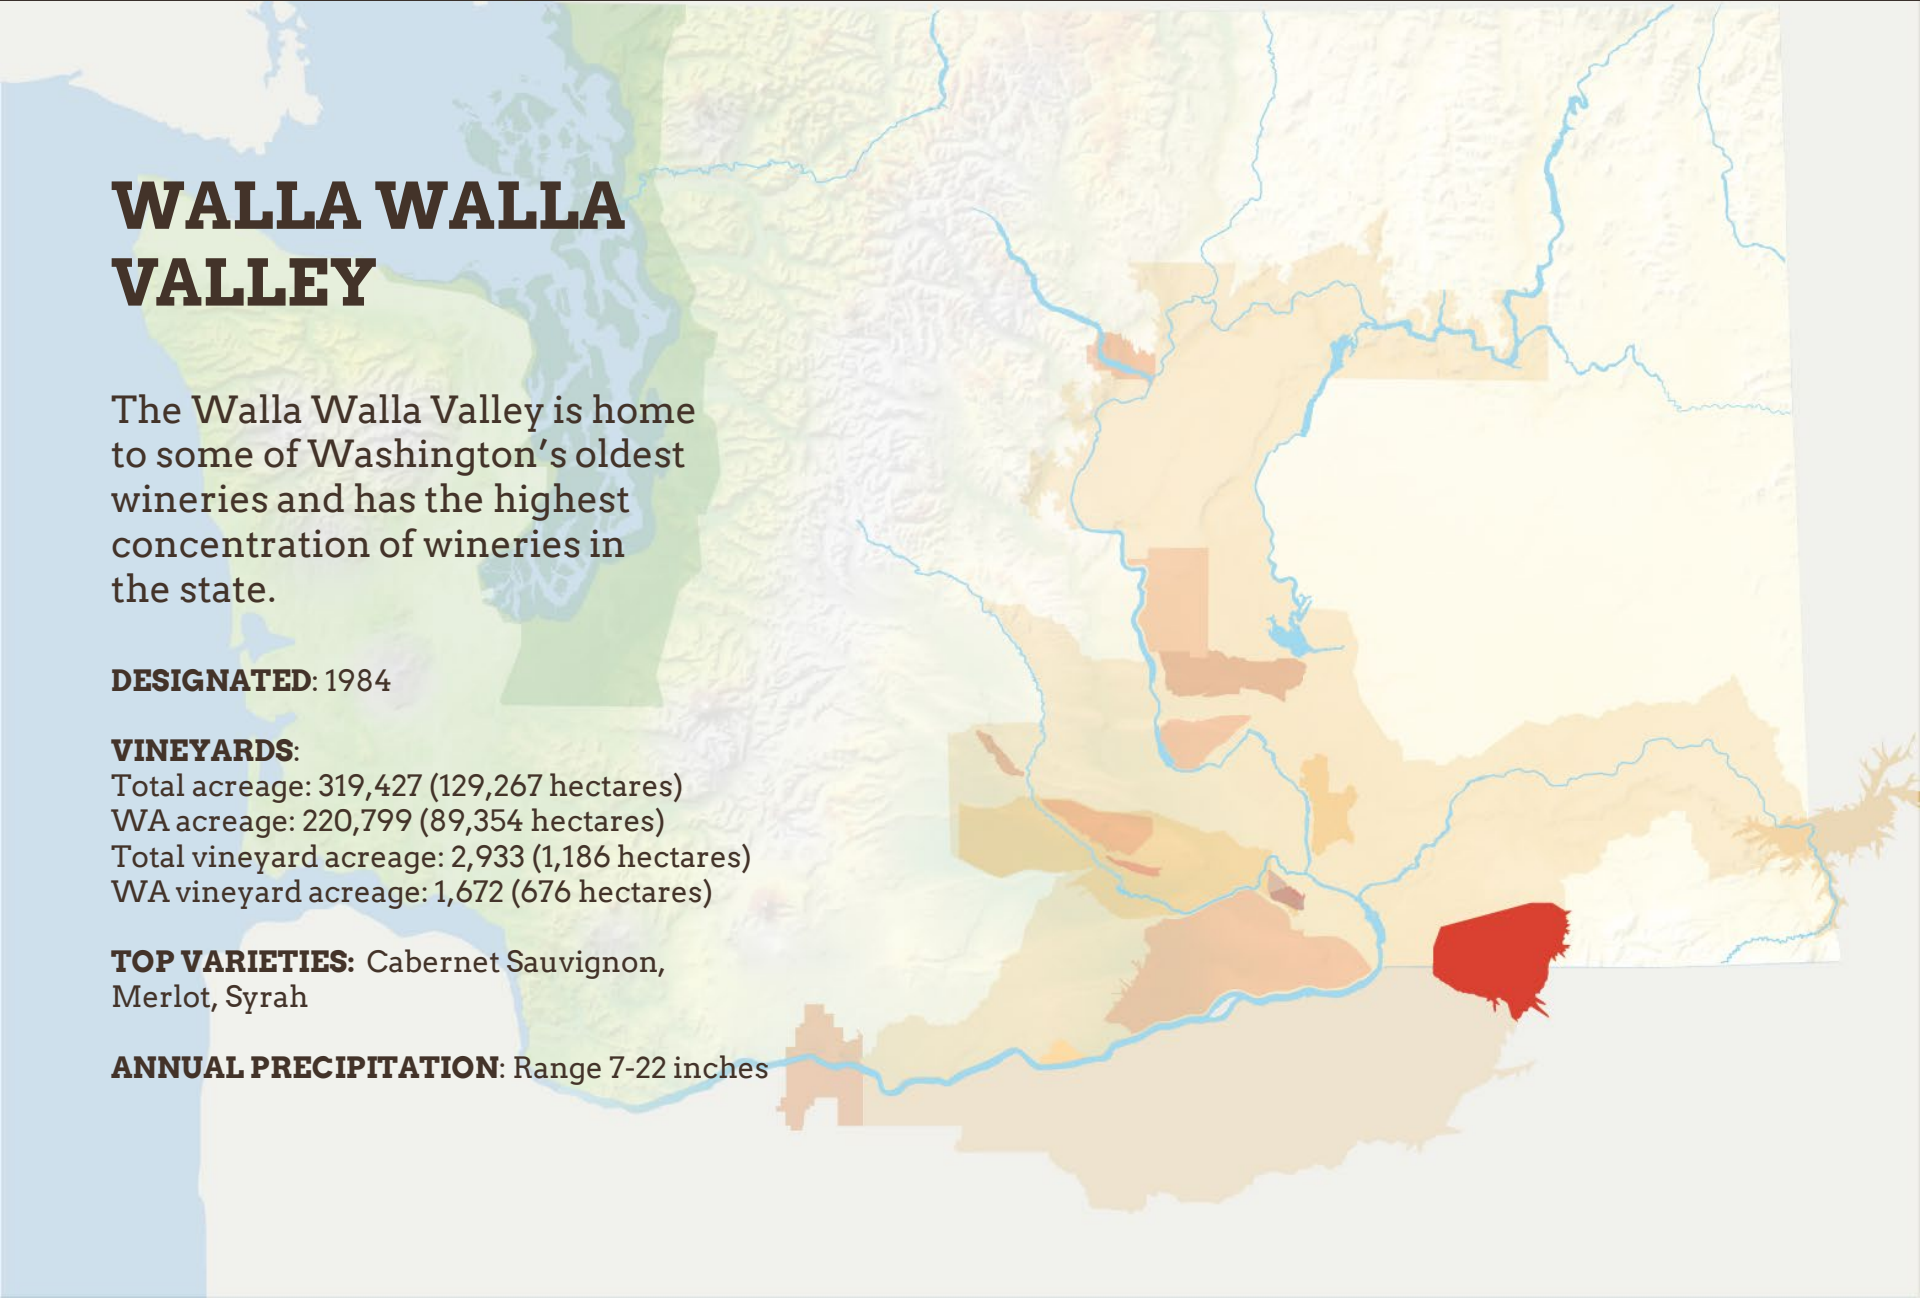 WALLA WALLA
VALLEY
The Walla Walla Valley is home
to some of Washington’s oldest
wineries and has the highest
concentration of wineries in
the state.
DESIGNATED: 1984
VINEYARDS:
Total acreage: 319,427 (129,267 hectares)
WA acreage: 220,799 (89,354 hectares)
Total vineyard acreage: 2,933 (1,186 hectares)
WA vineyard acreage: 1,672 (676 hectares)
TOP VARIETIES: Cabernet Sauvignon,
Merlot, Syrah
ANNUAL PRECIPITATION: Range 7-22 inches